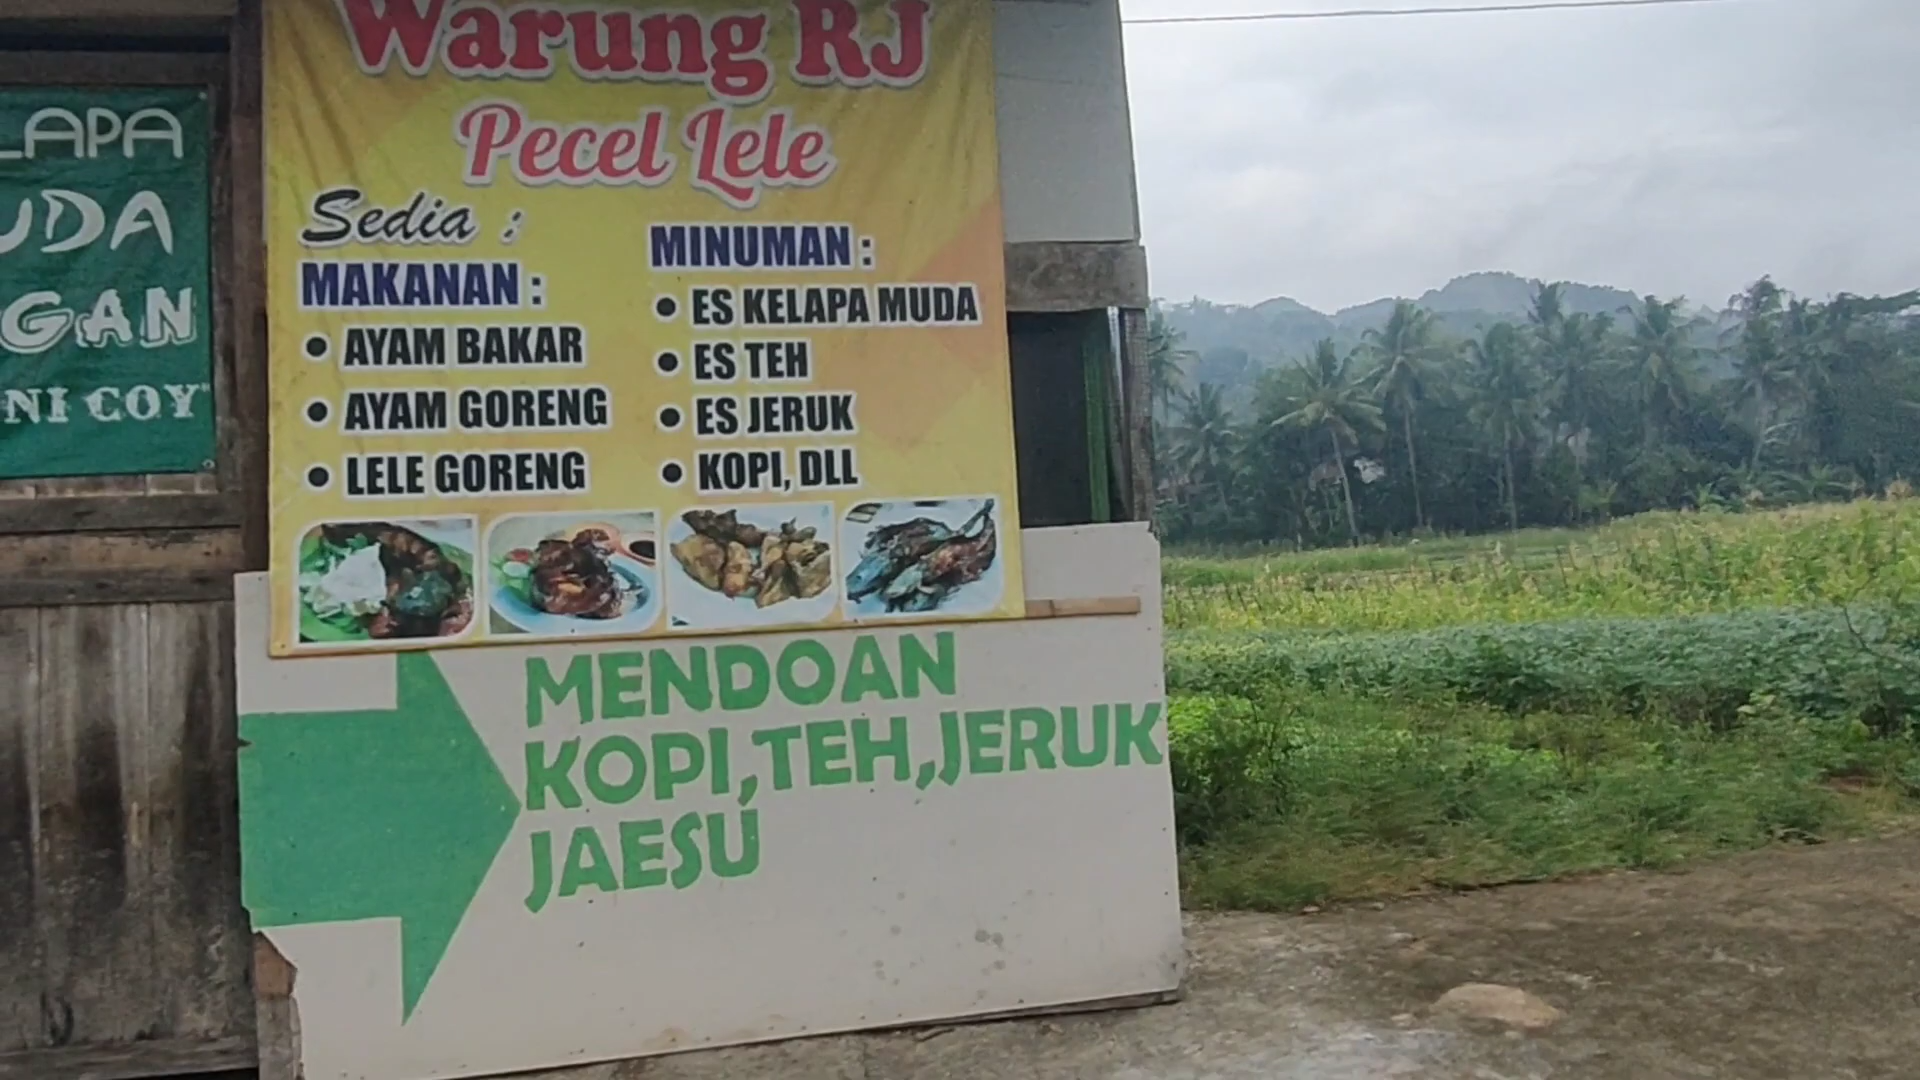 LAPA
UDA
GAN
NI COY"
Warung RJ
Pecel Lele
Sedia :
MAKANAN :
• AYAM BAKAR
• AYAM GORENG
• LELE GORENG
MINUMAN :
• ES KELAPA MUDA
• ES TEH
• ES JERUK
• KOPI, DLL
MENDOAN
KOPI,TEH,JERUK
JAESU